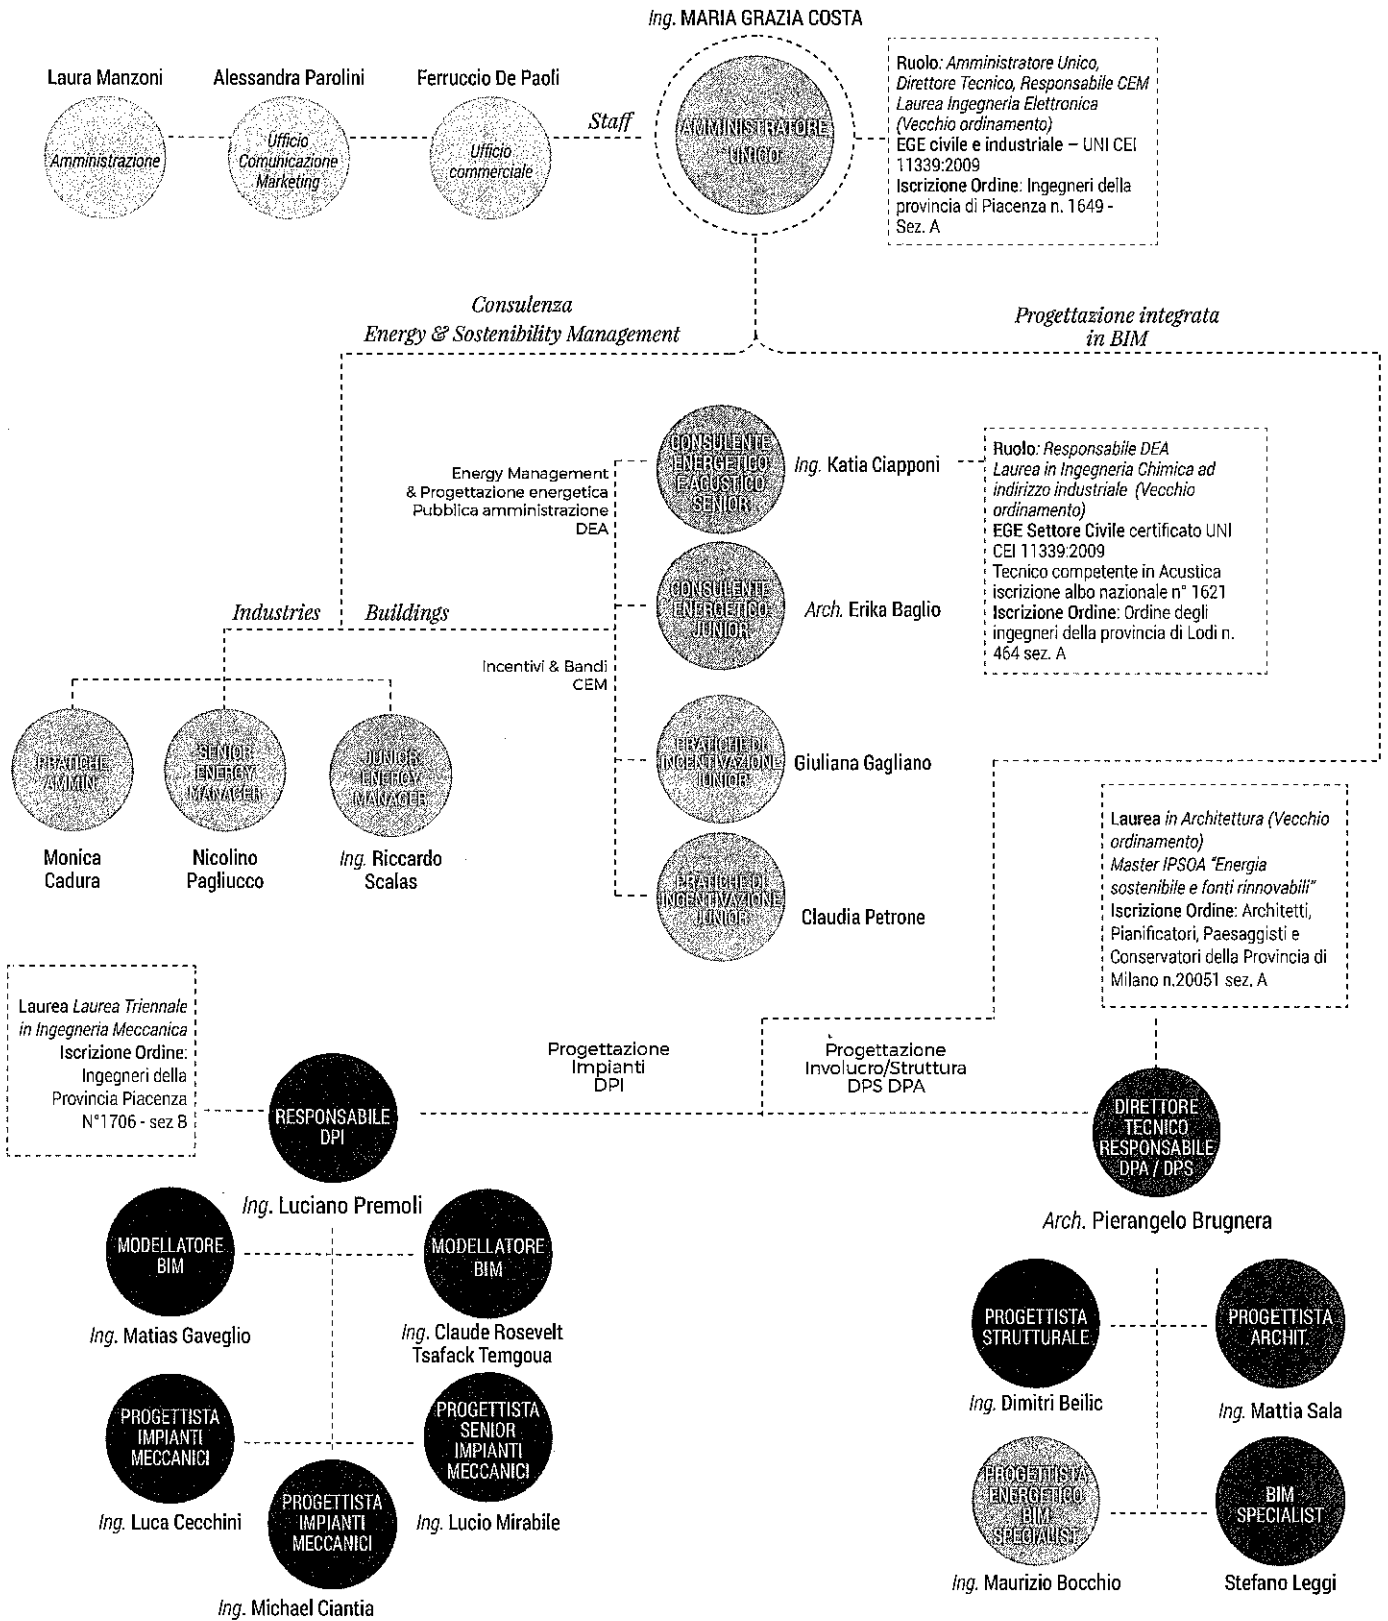 Ing. MARIA GRAZIA COSTA
Laura Manzoni
Alessandra Parolini
Ferruccio De Paoli
Amministrazione
Ufficio
Comunicazione
Marketing
Ufficio
commerciale
Staff
AMMINISTRATORE
UNICO
Ruolo: Amministratore Unico,
Direttore Tecnico, Responsabile CEM
Laurea Ingegneria Elettronica
(Vecchio ordinamento)
EGE civile e industriale – UNI CEI
11339:2009
Iscrizione Ordine: Ingegneri della
provincia di Piacenza n. 1649 -
Sez. A
Consulenza
Energy & Sostenibility Management
Progettazione integrata
in BIM
Energy Management
& Progettazione energetica
Pubblica amministrazione
DEA
CONSULENTE
ENERGETICO
E ACUSTICO
SENIOR
Ing. Katia Ciapponi
Ruolo: Responsabile DEA
Laurea in Ingegneria Chimica ad
indirizzo industriale (Vecchio
ordinamento)
EGE Settore Civile certificato UNI
CEI 11339:2009
Tecnico competente in Acustica
iscrizione albo nazionale n° 1621
Iscrizione Ordine: Ordine degli
ingegneri della provincia di Lodi n.
464 sez. A
CONSULENTE
ENERGETICO
JUNIOR
Arch. Erika Baglio
Industries
Buildings
Incentivi & Bandi
CEM
PRATICHE
AMMIN.
SENIOR
ENERGY
MANAGER
JUNIOR
ENERGY
MANAGER
Monica
Cadura
Nicolino
Pagliucco
Ing. Riccardo
Scalas
PRATICHE DI
INCENTIVAZIONE
JUNIOR
Giuliana Gagliano
PRATICHE DI
INCENTIVAZIONE
JUNIOR
Claudia Petrone
Laurea in Architettura (Vecchio
ordinamento)
Master IPSOA "Energia
sostenibile e fonti rinnovabili"
Iscrizione Ordine: Architetti,
Pianificatori, Paesaggisti e
Conservatori della Provincia di
Milano n.20051 sez. A
Laurea Laurea Triennale
in Ingegneria Meccanica
Iscrizione Ordine:
Ingegneri della
Provincia Piacenza
N°1706 - sez B
RESPONSABILE
DPI
Ing. Luciano Premoli
Progettazione
Impianti
DPI
Progettazione
Involucro/Struttura
DPS DPA
DIRETTORE
TECNICO
RESPONSABILE
DPA / DPS
Arch. Pierangelo Brugnera
MODELLATORE
BIM
Ing. Matias Gaveglio
MODELLATORE
BIM
Ing. Claude Rosevelt
Tsafack Temgoua
PROGETTISTA
IMPIANTI
MECCANICI
Ing. Luca Cecchini
PROGETTISTA
SENIOR
IMPIANTI
MECCANICI
Ing. Lucio Mirabile
PROGETTISTA
IMPIANTI
MECCANICI
Ing. Michael Ciantia
PROGETTISTA
STRUTTURALE
Ing. Dimitri Beilic
PROGETTISTA
ARCHIT.
Ing. Mattia Sala
PROGETTISTA
ENERGETICO
BIM
SPECIALIST
Ing. Maurizio Bocchio
BIM
SPECIALIST
Stefano Leggi